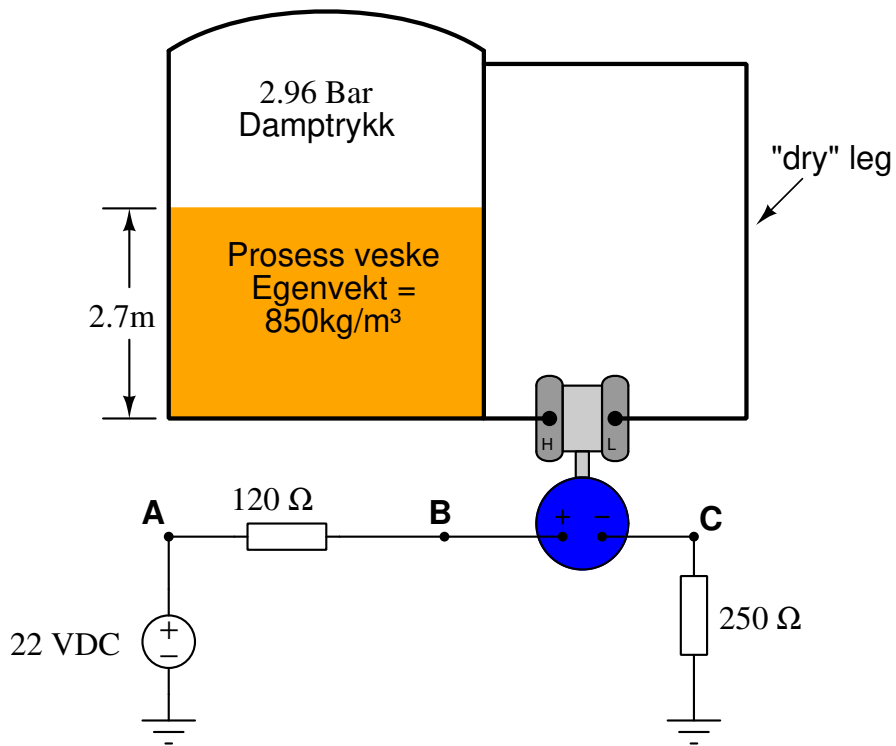 2.96 Bar
Damptrykk
"dry" leg
Prosess veske
Egenvekt =
850kg/m³
2.7m
H
L
120 Ω
A
B
+
−
C
22 VDC
+
−
250 Ω